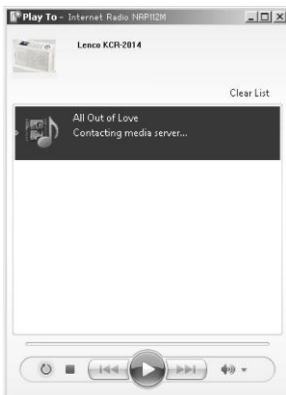 Play To - Internet Radio NRP112M
Lenco KCR-2014
Clear List
All Out of Love
Contacting media server...